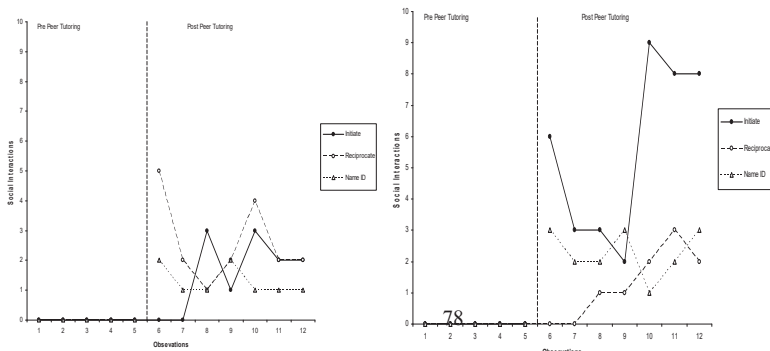 Pre Peer Tutoring
Post Peer Tutoring
10
9
8
7
6
5
4
3
2
1
0
Social Interactions
1 2 3 4 5 6 7 8 9 10 11 12
Obsevations
Initiate
Reciprocate
Name ID
Pre Peer Tutoring
Post Peer Tutoring
10
9
8
7
6
5
4
3
2
1
0
Social Interactions
1 2 3 4 5 6 7 8 9 10 11 12
78
Initiate
Reciproca
Name ID